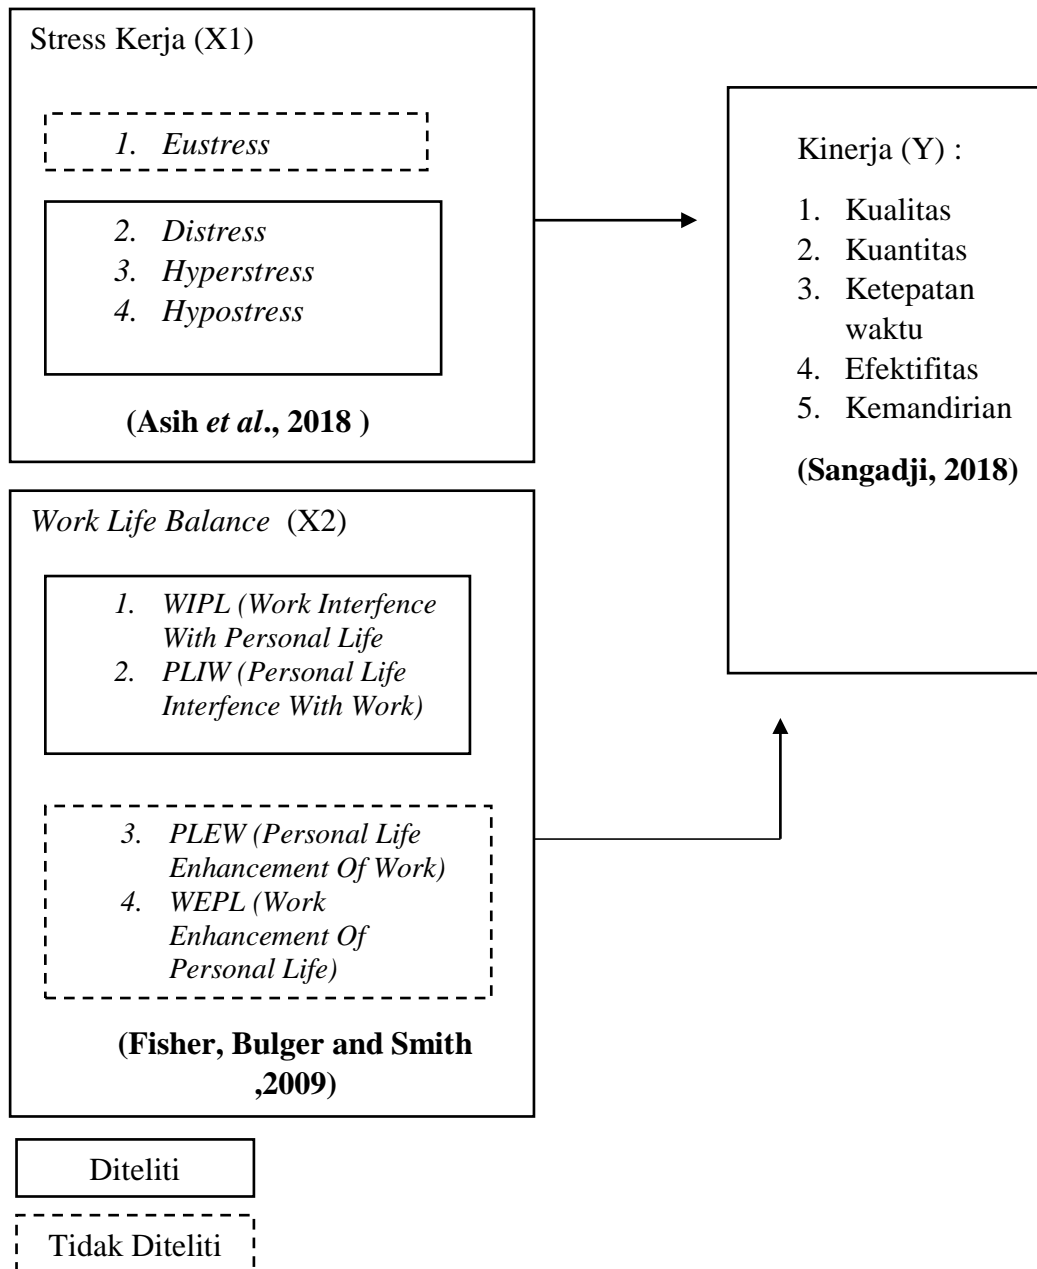 Stress Kerja (X1)
1. Eustress
2. Distress
3. Hyperstress
4. Hypostress
(Asih et al., 2018 )
Kinerja (Y) :
1. Kualitas
2. Kuantitas
3. Ketepatan
waktu
4. Efektifitas
5. Kemandirian
(Sangadji, 2018)
Work Life Balance (X2)
1. WIPL (Work Interfence
With Personal Life
2. PLIW (Personal Life
Interfence With Work)
3. PLEW (Personal Life
Enhancement Of Work)
4. WEPL (Work
Enhancement Of
Personal Life)
(Fisher, Bulger and Smith
,2009)
Diteliti
Tidak Diteliti